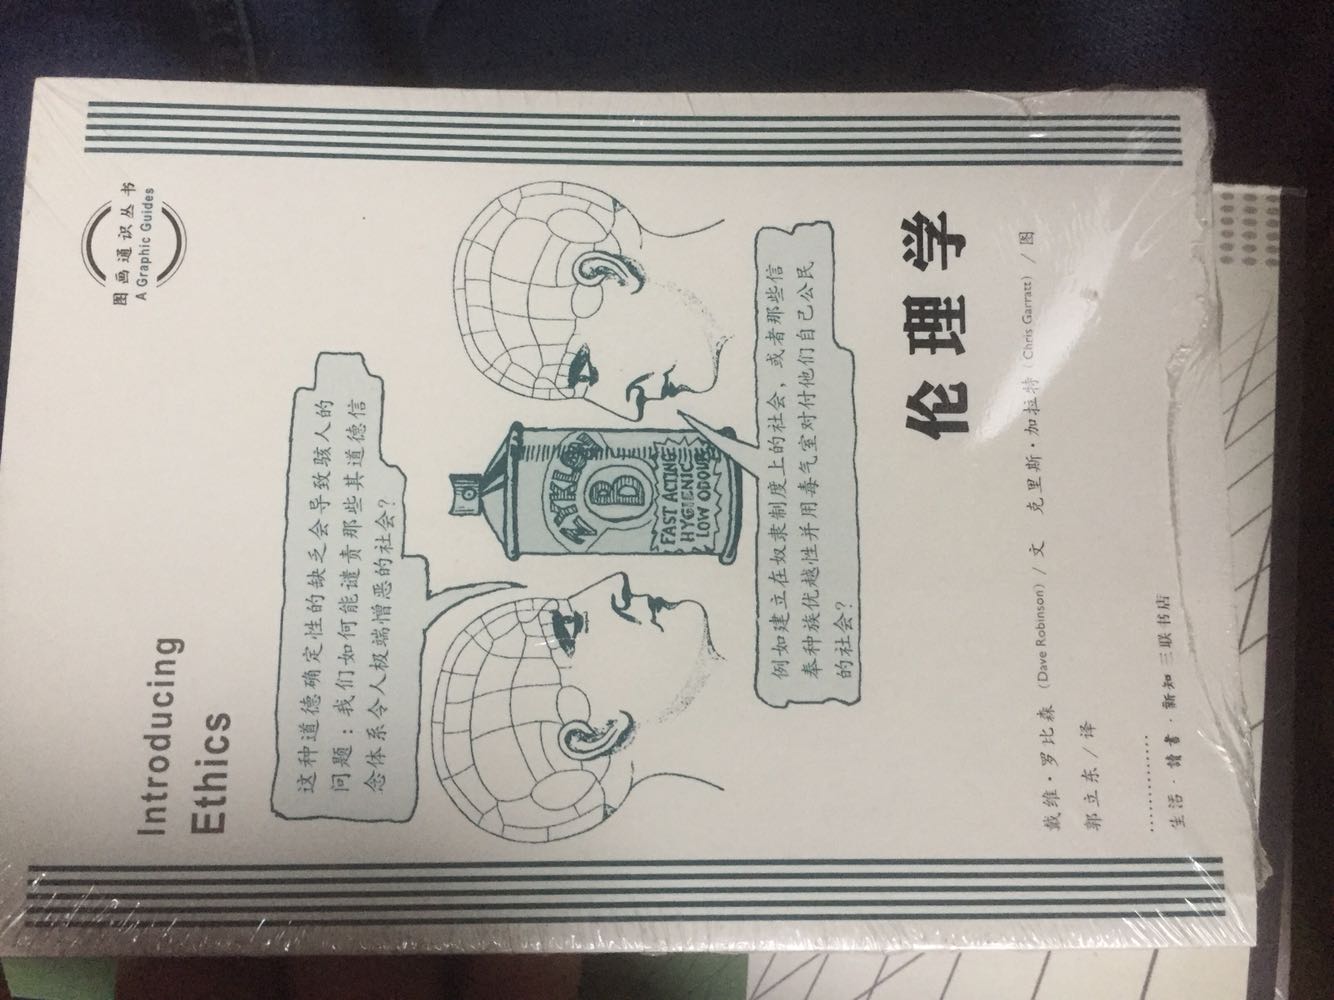 图画通识丛书
A Graphic Guides
Introducing
Ethics
这种道德确定性的缺乏会导致骇人的
问题：我们如何能谴责那些其道德信
念体系令人极端憎恶的社会？
ZYKLON
B
FAST ACTING
HYGIENIC
LOW ODOUR
例如建立在奴隶制度上的社会，或者那些信
奉种族优越性并用毒气室对付他们自己公民
的社会？
伦理学
戴维·罗比森（Dave Robinson）/ 文 克里斯·加拉特（Chris Garratt）/ 图
郭立东 / 译
生活·讀書·新知 三联书店